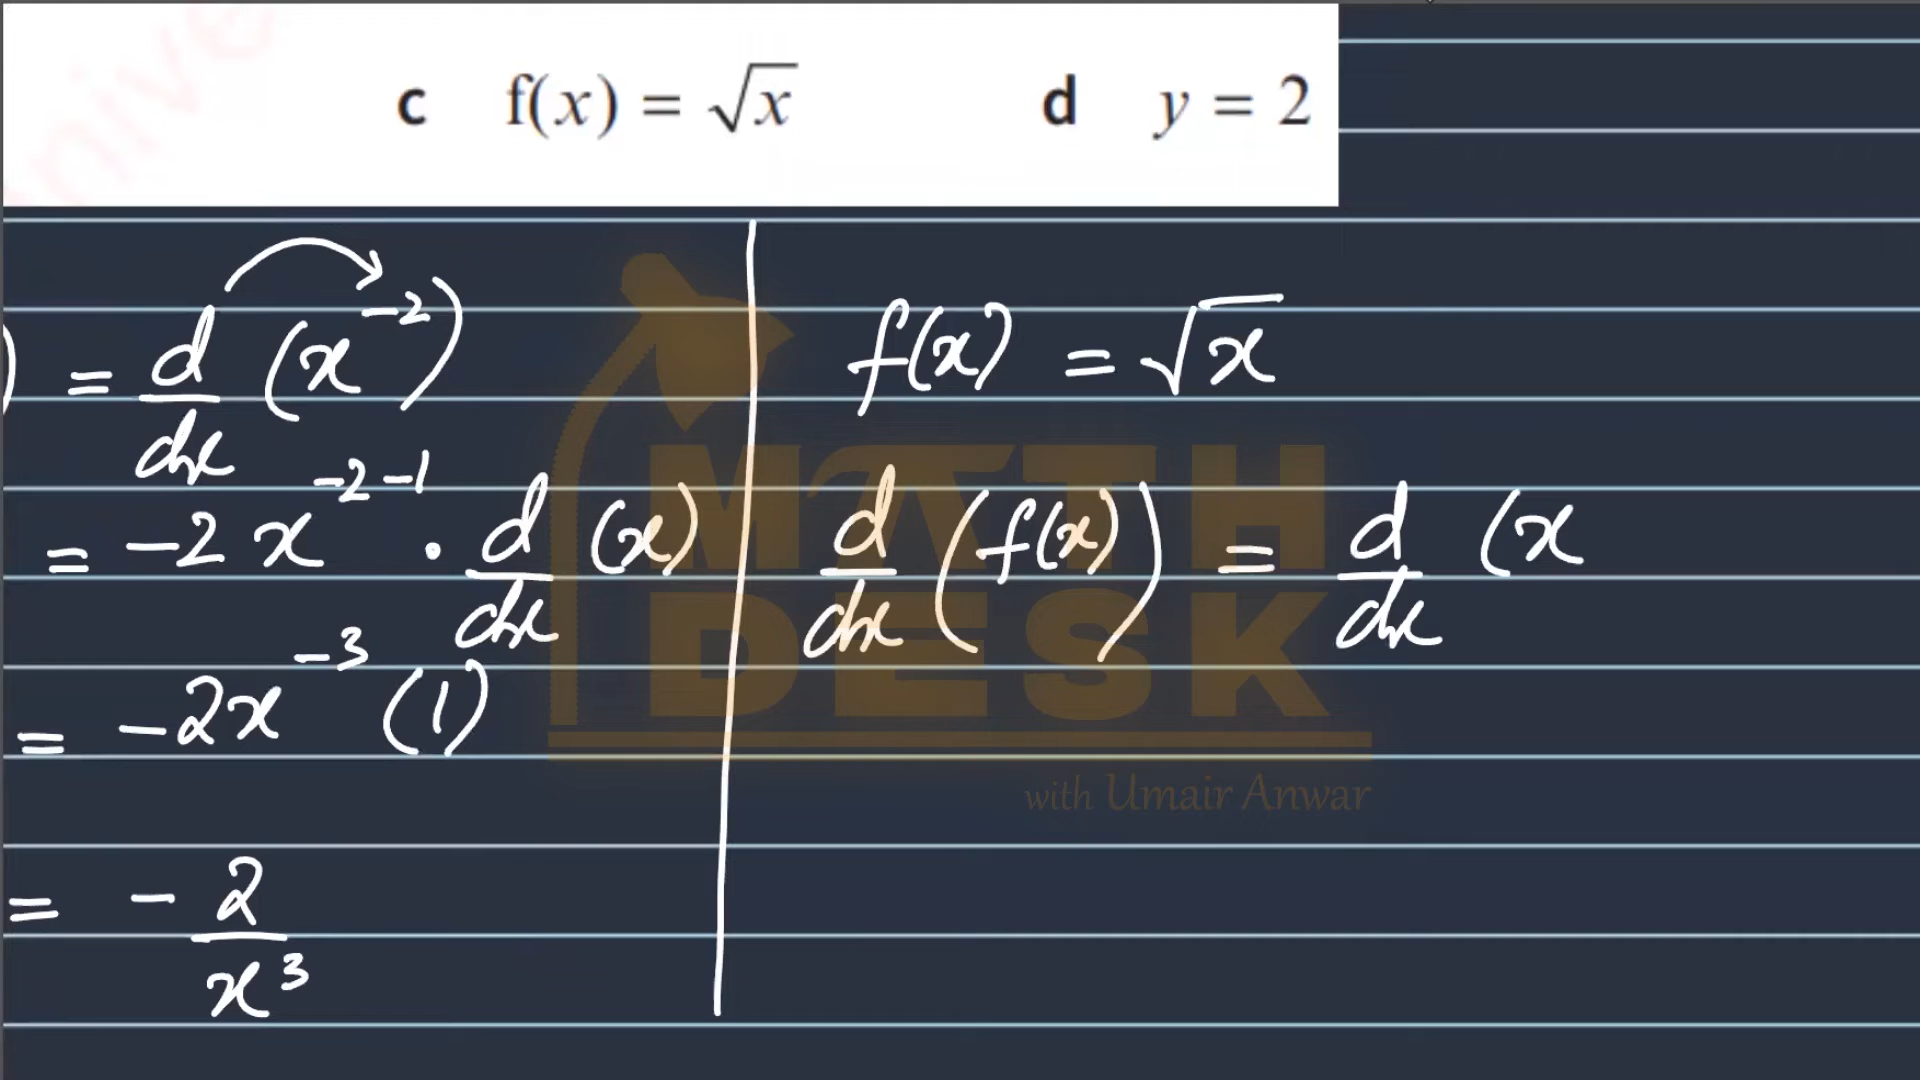 c f(x) = √x d y = 2
) = d/dx (x^-2)
= -2 x^-2-1 · d/dx (x)
= -2x^-3 (1)
= - 2/x^3
f(x) = √x
d/dx (f(x)) = d/dx (x
MATH
DESK
with Umair Anwar